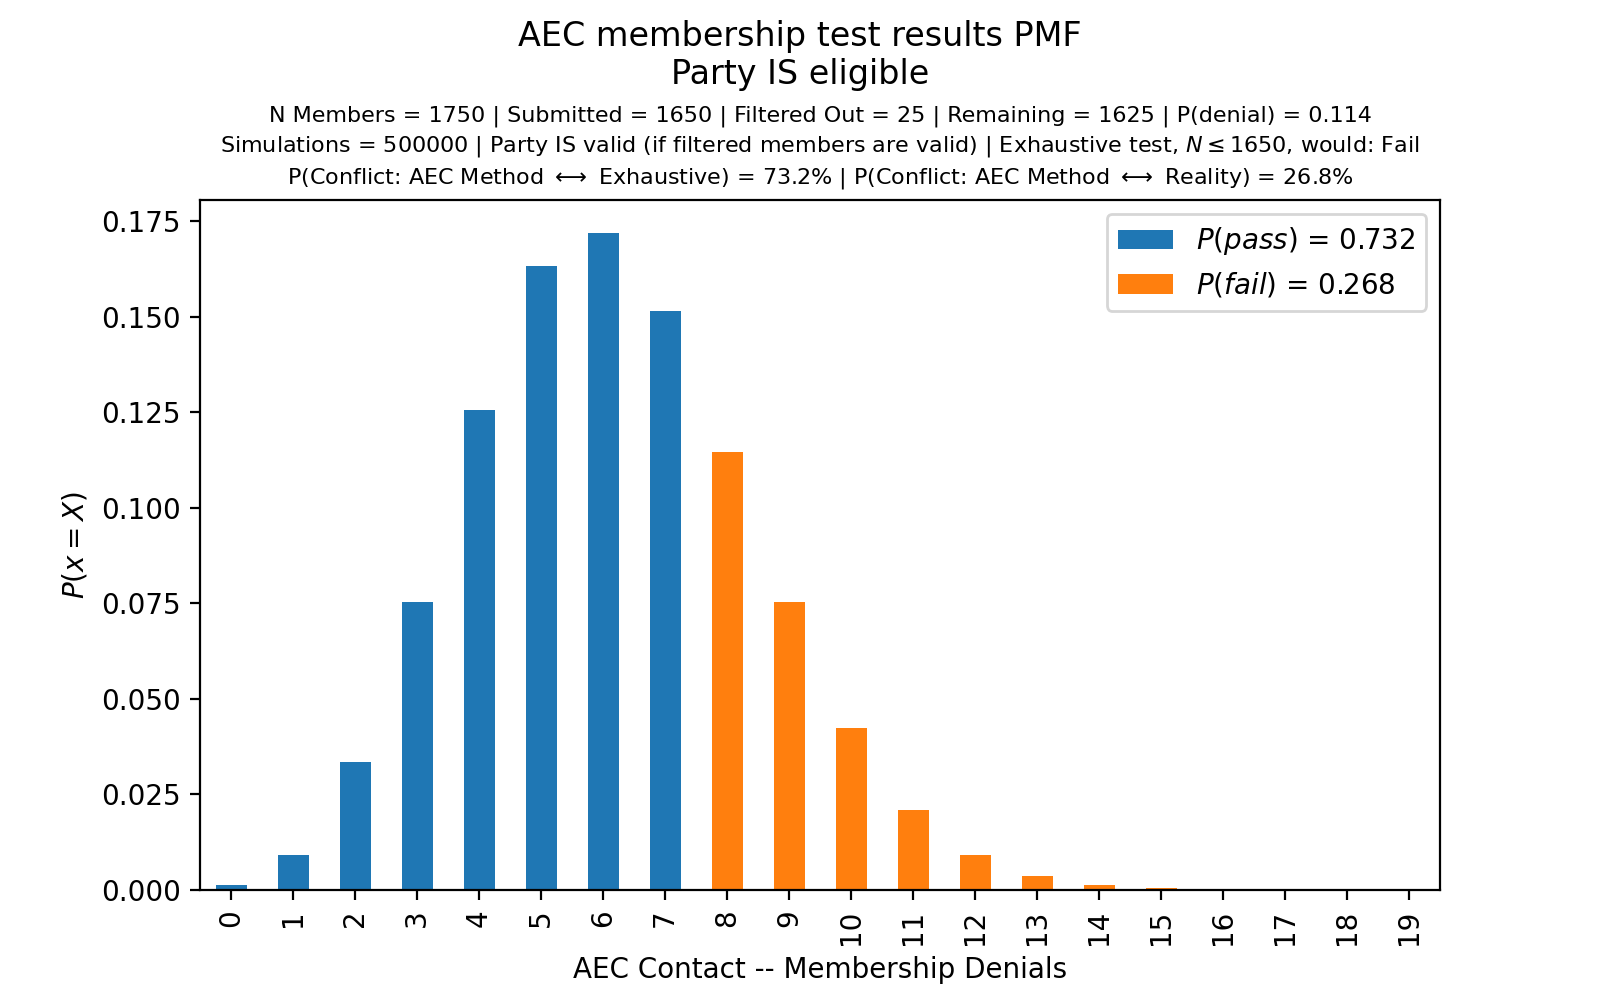 AEC membership test results PMF
Party IS eligible
N Members = 1750 | Submitted = 1650 | Filtered Out = 25 | Remaining = 1625 | P(denial) = 0.114
Simulations = 500000 | Party IS valid (if filtered members are valid) | Exhaustive test, N ≤ 1650, would: Fail
P(Conflict: AEC Method ⟷ Exhaustive) = 73.2% | P(Conflict: AEC Method ⟷ Reality) = 26.8%
P(pass) = 0.732
P(fail) = 0.268
0.175
0.150
0.125
0.100
0.075
0.050
0.025
0.000
P(x = X)
0 1 2 3 4 5 6 7 8 9 10 11 12 13 14 15 16 17 18 19
AEC Contact -- Membership Denials